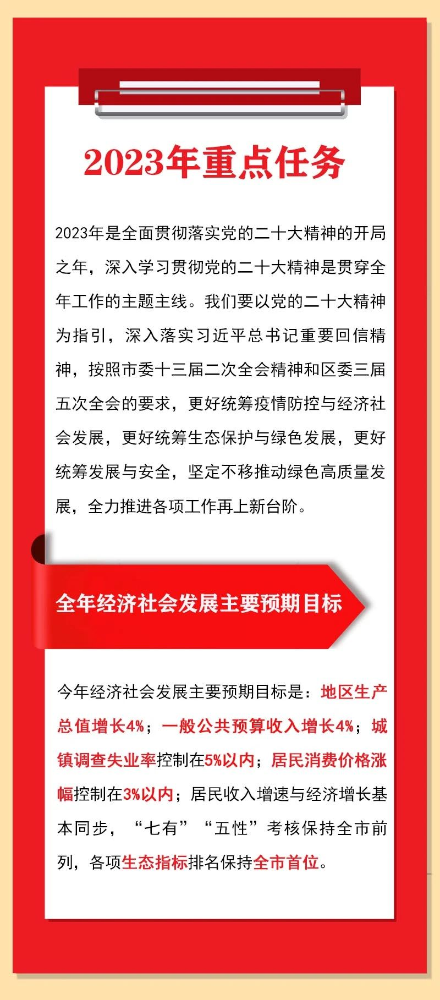 2023年重点任务
2023年是全面贯彻落实党的二十大精神的开局
之年，深入学习贯彻党的二十大精神是贯穿全
年工作的主题主线。我们要以党的二十大精神
为指引，深入落实习近平总书记重要回信精
神，按照市委十三届二次全会精神和区委三届
五次全会的要求，更好统筹疫情防控与经济社
会发展，更好统筹生态保护与绿色发展，更好
统筹发展与安全，坚定不移推动绿色高质量发
展，全力推进各项工作再上新台阶。
全年经济社会发展主要预期目标
今年经济社会发展主要预期目标是：地区生产
总值增长4%；一般公共预算收入增长4%；城
镇调查失业率控制在5%以内；居民消费价格涨
幅控制在3%以内；居民收入增速与经济增长基
本同步，“七有”“五性”考核保持全市前
列，各项生态指标排名保持全市首位。